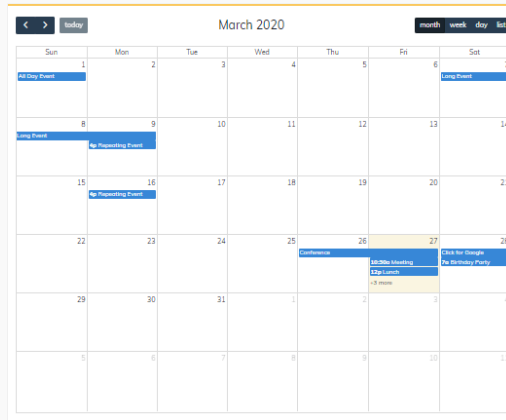 today
March 2020
month week day list
Sun Mon Tue Wed Thu Fri Sat
1 2 3 4 5 6
All Day Event
Long Event
8 9 10 11 12 13 14
Long Event
4p Repeating Event
15 16 17 18 19 20 21
4p Repeating Event
22 23 24 25 26 27 28
Conference
Click for Google
10:30a Meeting
7a Birthday Party
12p Lunch
29 30 31 1 2 3
5 6 7 8 9 10